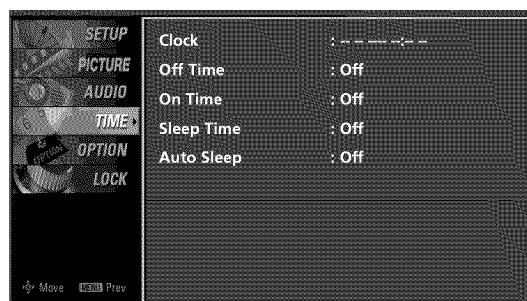 SETUP
PICTURE
AUDIO
TIME
OPTION
LOCK
Move MENU Prev
Clock : -- -- -- --:-- --
Off Time : Off
On Time : Off
Sleep Time : Off
Auto Sleep : Off